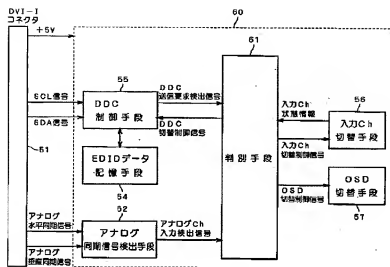 DVI-I
コネクタ
+5V
60
61
55
DDC
制御手段
SCL信号
SDA信号
DDC
送信要求検出信号
DDC
切替制御信号
51
EDIDデータ
記憶手段
54
52
アナログ
同期信号検出手段
アナログ
水平同期信号
アナログ
垂直同期信号
アナログCh
入力検出信号
判別手段
入力Ch
状態情報
入力Ch
切替制御信号
56
入力Ch
切替手段
OSD
切替制御信号
OSD
切替手段
57